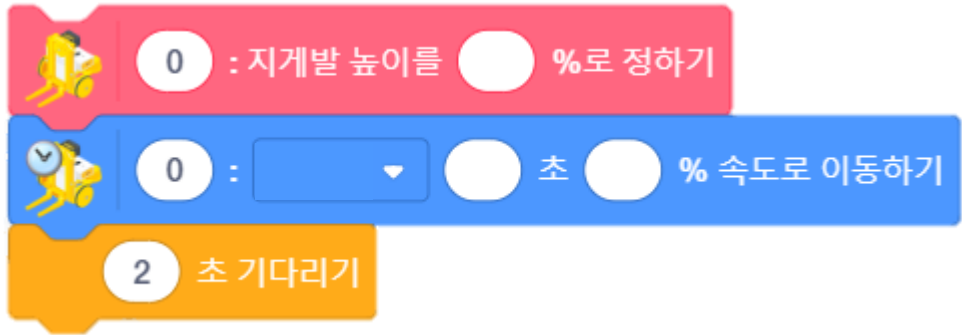 0 : 지게발 높이를 %로 정하기
0 : 초 % 속도로 이동하기
2 초 기다리기